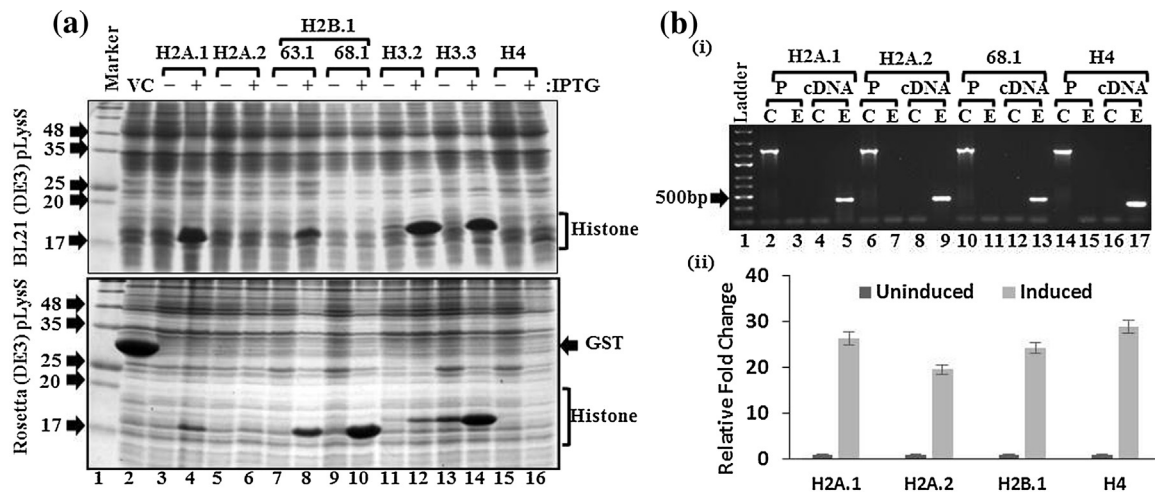 (a)
Marker
H2B.1
H2A.1 H2A.2 63.1 68.1 H3.2 H3.3 H4
VC − + − + − + − + − + − + − + :IPTG
BL21 (DE3) pLysS
48
35
25
20
17
Histone
Rosetta (DE3) pLysS
48
35
25
20
17
GST
Histone
1 2 3 4 5 6 7 8 9 10 11 12 13 14 15 16
(b)
(i)
Ladder
H2A.1 H2A.2 68.1 H4
P cDNA P cDNA P cDNA P cDNA
C E C E C E C E C E C E C E C E
500bp
1 2 3 4 5 6 7 8 9 10 11 12 13 14 15 16 17
(ii)
Relative Fold Change
40
30
20
10
0
Uninduced Induced
H2A.1 H2A.2 H2B.1 H4